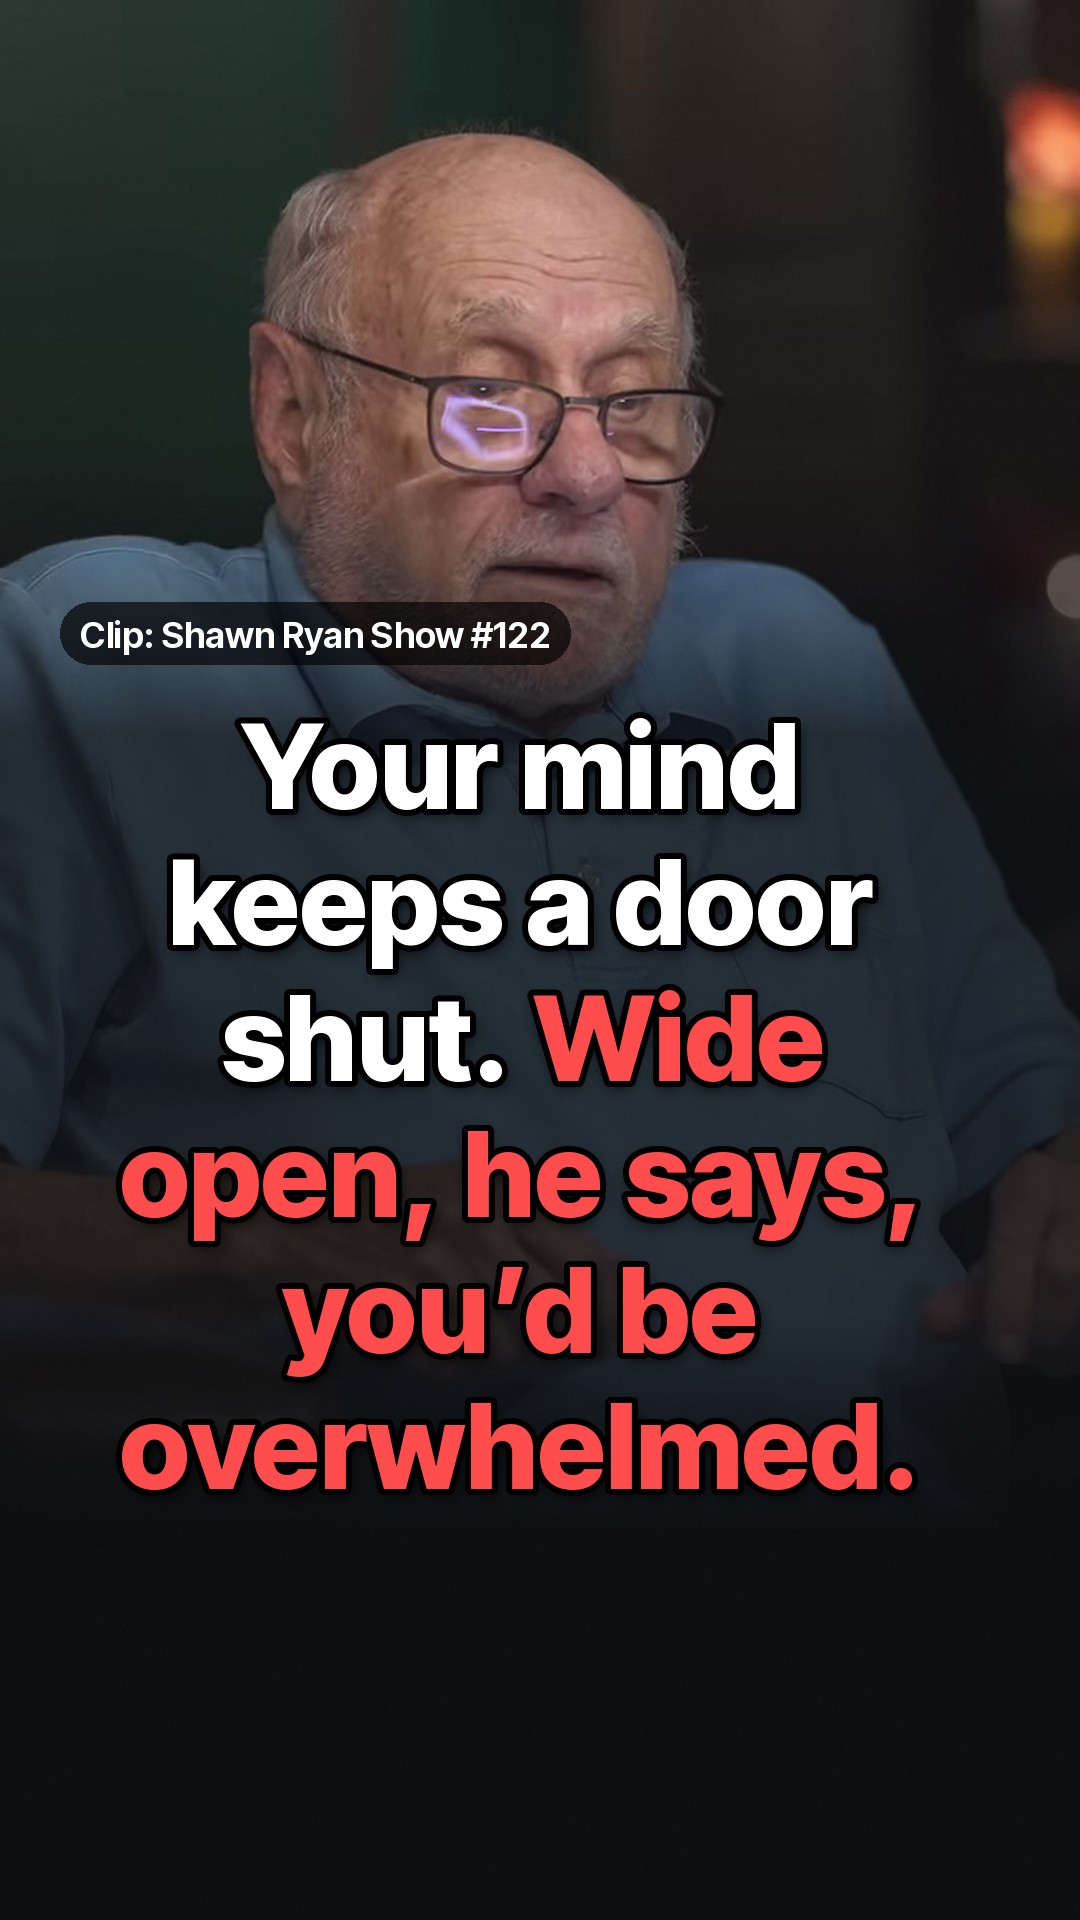 Clip: Shawn Ryan Show #122
Your mind
keeps a door
shut. Wide
open, he says,
you’d be
overwhelmed.